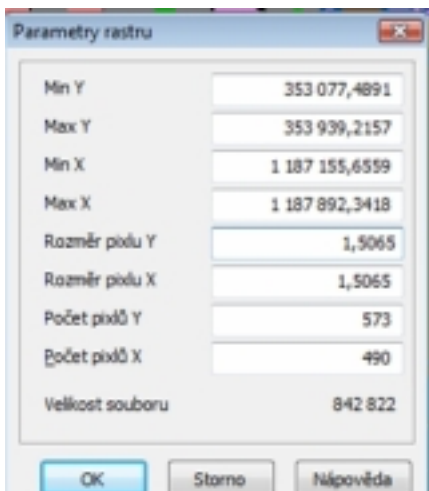 Parametry rastru
Min Y 353 077,4891
Max Y 353 939,2157
Min X 1 187 155,6559
Max X 1 187 892,3418
Rozměr pixlu Y 1,5065
Rozměr pixlu X 1,5065
Počet pixlů Y 573
Počet pixlů X 490
Velikost souboru 842 822
OK Storno Nápověda